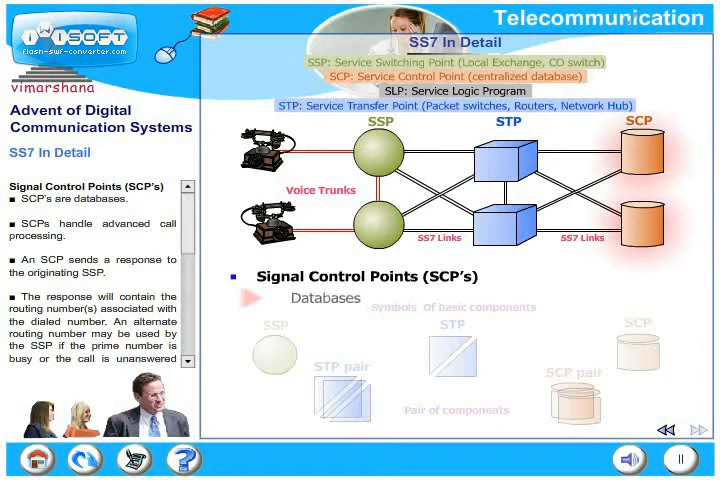 Telecommunication
iwisoft
flash-swf-converter.com
vimarshana
Advent of Digital
Communication Systems
SS7 In Detail
Signal Control Points (SCP's)
■ SCP's are databases.
■ SCPs handle advanced call
processing.
■ An SCP sends a response to
the originating SSP.
■ The response will contain the
routing number(s) associated with
the dialed number. An alternate
routing number may be used by
the SSP if the prime number is
busy or the call is unanswered
SS7 In Detail
SSP: Service Switching Point (Local Exchange, CO switch)
SCP: Service Control Point (centralized database)
SLP: Service Logic Program
STP: Service Transfer Point (Packet switches, Routers, Network Hub)
SSP
STP
SCP
Voice Trunks
SS7 Links
SS7 Links
Signal Control Points (SCP's)
Databases
Symbols Of basic components
SSP
STP
SCP
STP pair
SCP pair
Pair of components